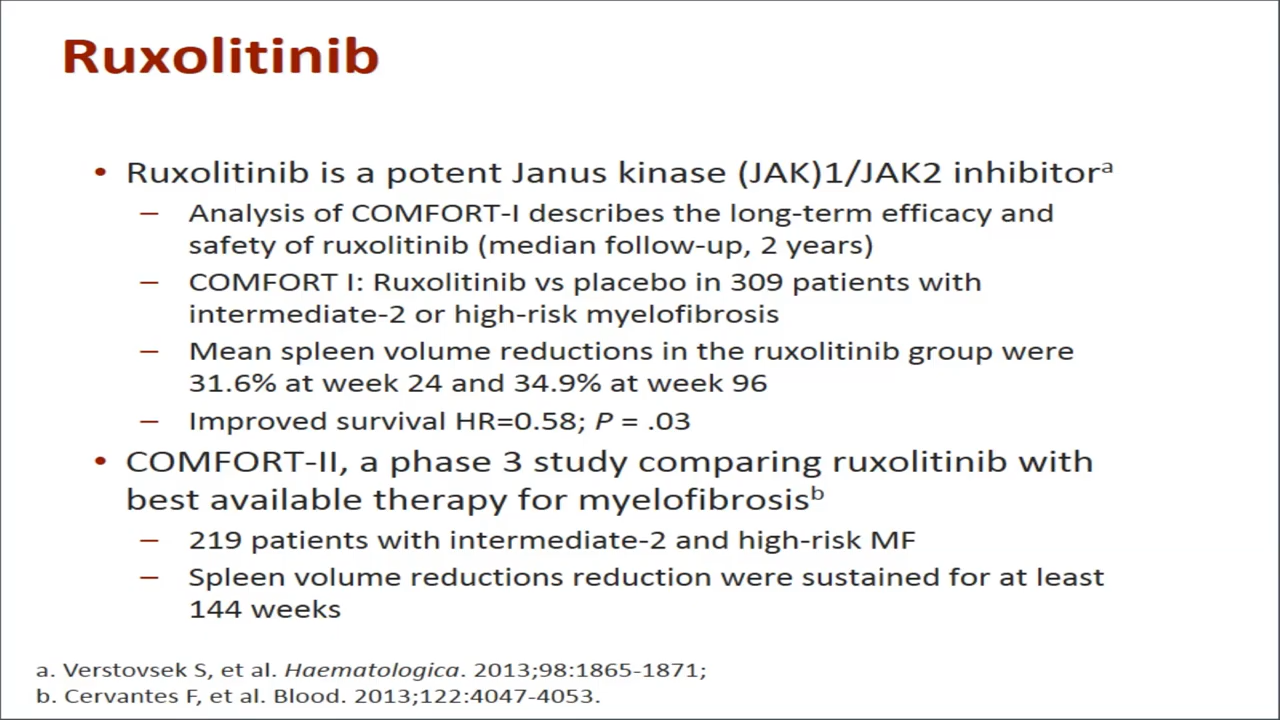 Ruxolitinib
• Ruxolitinib is a potent Janus kinase (JAK)1/JAK2 inhibitorᵃ
– Analysis of COMFORT-I describes the long-term efficacy and
safety of ruxolitinib (median follow-up, 2 years)
– COMFORT I: Ruxolitinib vs placebo in 309 patients with
intermediate-2 or high-risk myelofibrosis
– Mean spleen volume reductions in the ruxolitinib group were
31.6% at week 24 and 34.9% at week 96
– Improved survival HR=0.58; P = .03
• COMFORT-II, a phase 3 study comparing ruxolitinib with
best available therapy for myelofibrosisᵇ
– 219 patients with intermediate-2 and high-risk MF
– Spleen volume reductions reduction were sustained for at least
144 weeks
a. Verstovsek S, et al. Haematologica. 2013;98:1865-1871;
b. Cervantes F, et al. Blood. 2013;122:4047-4053.